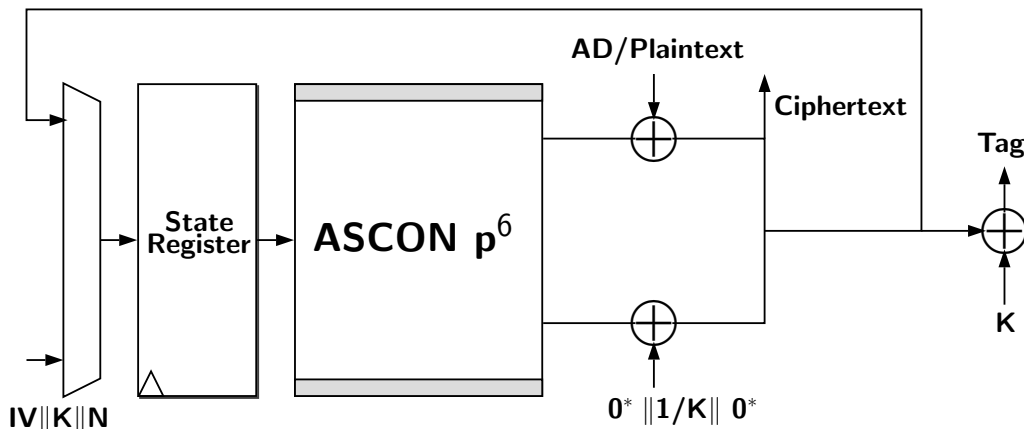 AD/Plaintext
Ciphertext
Tag
State
Register
ASCON p⁶
K
IV‖K‖N
0* ‖1/K‖ 0*